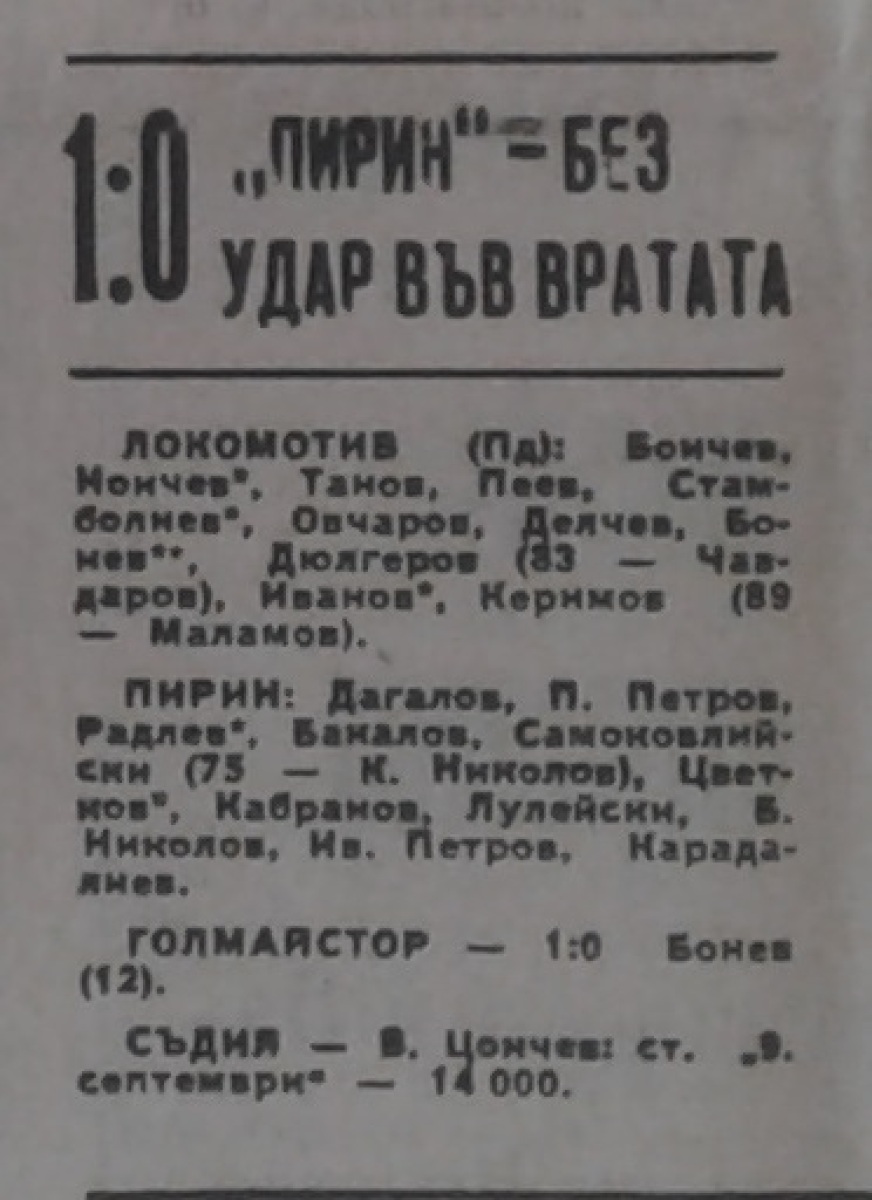 1:0 „ПИРИН“ – БЕЗ
УДАР ВЪВ ВРАТАТА
ЛОКОМОТИВ (Пд): Бончев,
Нончев*, Танов, Пеев, Стам-
болиев*, Овчаров, Делчев, Бо-
нев**, Дюлгеров (83 — Чав-
даров), Иванов*, Керимов (89
— Маламов).
ПИРИН: Дагалов, П. Петров,
Радлев*, Бакалов, Самоковлий-
ски (75 — К. Николов), Цвет-
ков*, Кабранов, Лулейски, Б.
Николов, Ив. Петров, Карада-
лиев.
ГОЛМАЙСТОР — 1:0 Бонев
(12).
СЪДИЯ — В. Цончев: ст. „9.
септември“ — 14 000.